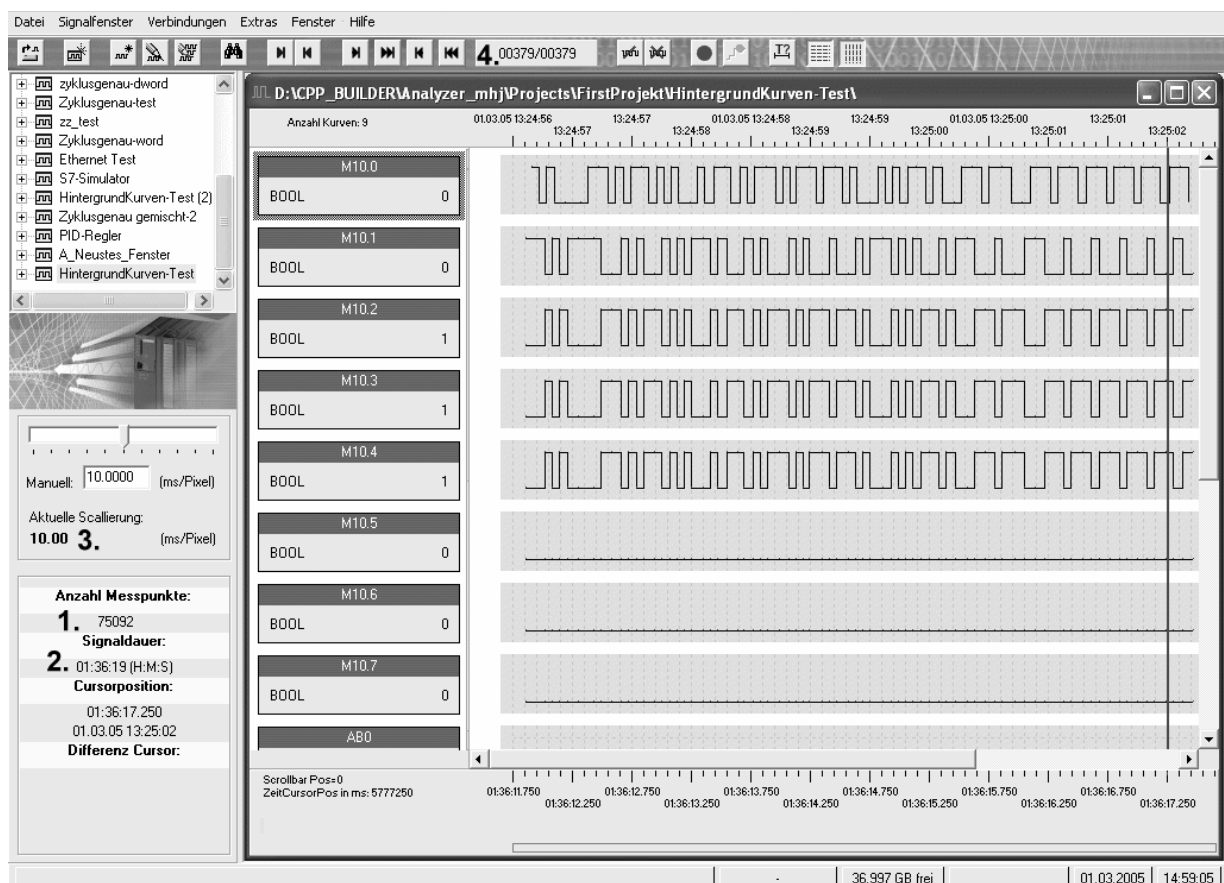 Datei Signalfenster Verbindungen Extras Fenster Hilfe
4. 00379/00379
zyklusgenau-dword
Zyklusgenau-test
zz_test
Zyklusgenau-word
Ethernet Test
S7-Simulator
HintergrundKurven-Test (2)
Zyklusgenau gemischt-2
PID-Regler
A_Neustes_Fenster
HintergrundKurven-Test
Manuell: 10.0000 (ms/Pixel)
Aktuelle Scallierung:
10.00 3. (ms/Pixel)
Anzahl Messpunkte:
1. 75092
Signaldauer:
2. 01:36:19 (H:M:S)
Cursorposition:
01:36:17.250
01.03.05 13:25:02
Differenz Cursor:
D:\CPP_BUILDER\Analyzer_mhj\Projects\FirstProjekt\HintergrundKurven-Test\
Anzahl Kurven: 9
01.03.05 13:24:56 13:24:57 01.03.05 13:24:58 13:24:59 01.03.05 13:25:00 13:25:01
13:24:57 13:24:58 13:24:59 13:25:00 13:25:01 13:25:02
M10.0
BOOL 0
M10.1
BOOL 0
M10.2
BOOL 1
M10.3
BOOL 1
M10.4
BOOL 1
M10.5
BOOL 0
M10.6
BOOL 0
M10.7
BOOL 0
AB0
Scrollbar Pos=0
ZeitCursorPos in ms: 5777250
01:36:11.750 01:36:12.750 01:36:13.750 01:36:14.750 01:36:15.750 01:36:16.750
01:36:12.250 01:36:13.250 01:36:14.250 01:36:15.250 01:36:16.250 01:36:17.250
- 36.997 GB frei 01.03.2005 14:59:05